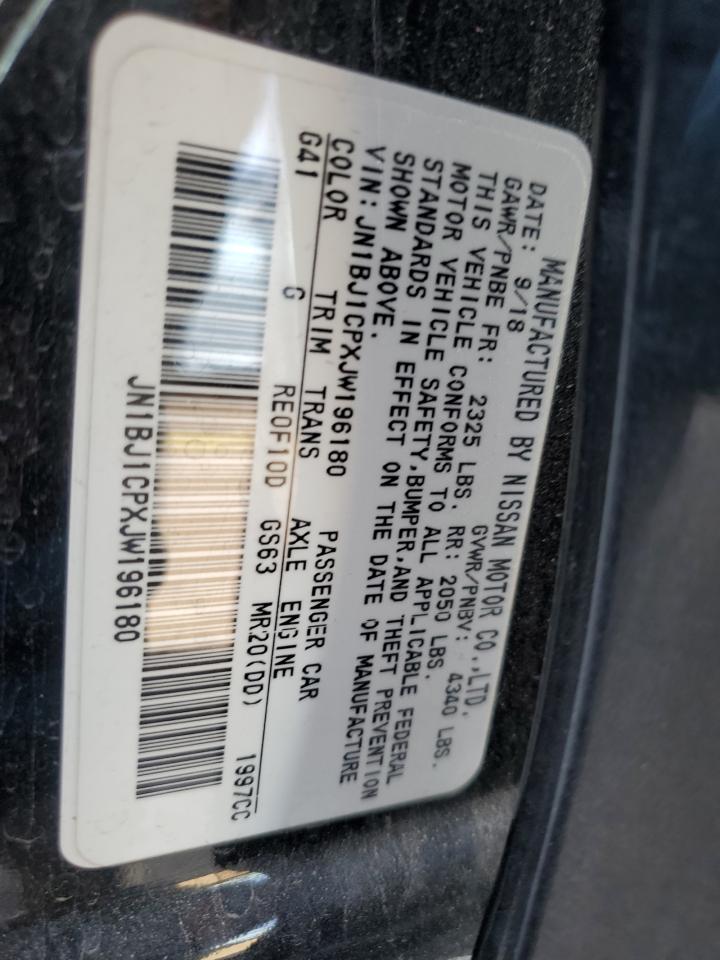 MANUFACTURED BY NISSAN MOTOR CO.,LTD.
DATE: 9/18 GVWR/PNBV: 4340 LBS.
GAWR/PNBE FR: 2325 LBS. RR: 2050 LBS.
THIS VEHICLE CONFORMS TO ALL APPLICABLE FEDERAL
MOTOR VEHICLE SAFETY,BUMPER,AND THEFT PREVENTION
STANDARDS IN EFFECT ON THE DATE OF MANUFACTURE
SHOWN ABOVE.
VIN: JN1BJ1CPXJW196180 PASSENGER CAR
COLOR TRIM TRANS AXLE ENGINE
G41 G RE0F10D GS63 MR20(DD) 1997CC
JN1BJ1CPXJW196180